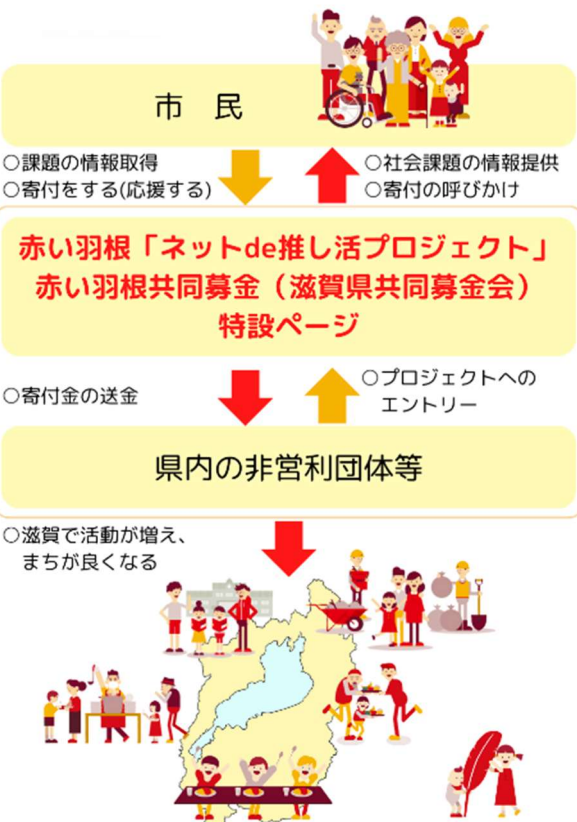 市　民
○課題の情報取得
○寄付をする(応援する)
○社会課題の情報提供
○寄付の呼びかけ
赤い羽根「ネットde推し活プロジェクト」
赤い羽根共同募金（滋賀県共同募金会）
特設ページ
○寄付金の送金
○プロジェクトへの
エントリー
県内の非営利団体等
○滋賀で活動が増え、
まちが良くなる